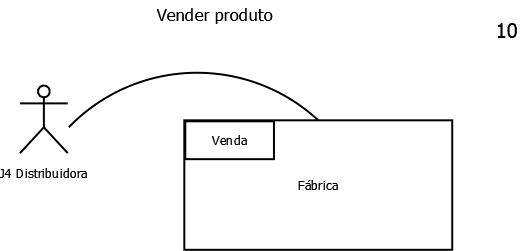 Vender produto
10
Venda
J4 Distribuidora
Fábrica